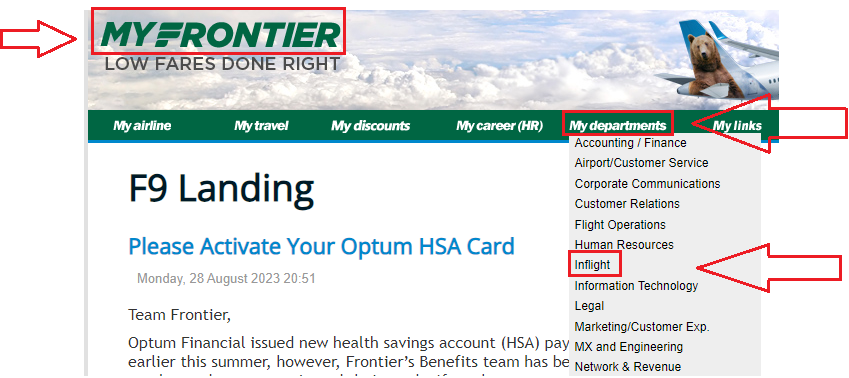 MYFRONTIER
LOW FARES DONE RIGHT
My airline My travel My discounts My career (HR) My departments My links
Accounting / Finance
Airport/Customer Service
Corporate Communications
Customer Relations
Flight Operations
Human Resources
Inflight
Information Technology
Legal
Marketing/Customer Exp.
MX and Engineering
Network & Revenue
F9 Landing
Please Activate Your Optum HSA Card
Monday, 28 August 2023 20:51
Team Frontier,
Optum Financial issued new health savings account (HSA) pay
earlier this summer, however, Frontier's Benefits team has be